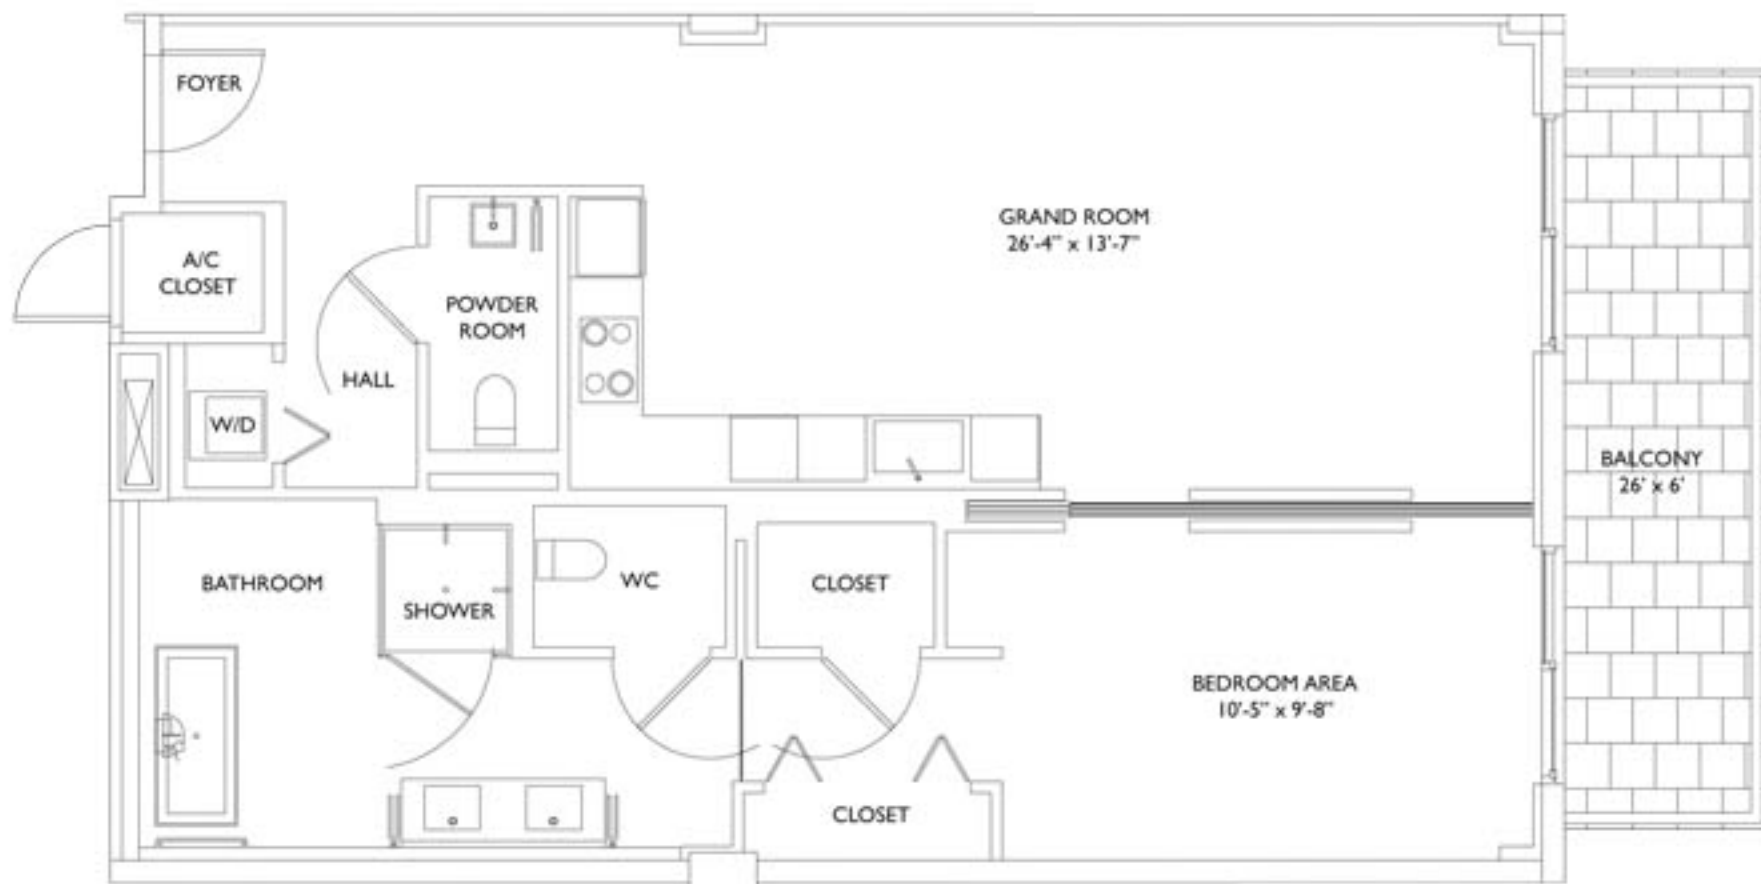 FOYER
GRAND ROOM
26'-4" x 13'-7"
A/C
CLOSET
POWDER
ROOM
HALL
W/D
BALCONY
26' x 6'
BATHROOM
SHOWER
WC
CLOSET
BEDROOM AREA
10'-5" x 9'-8"
CLOSET